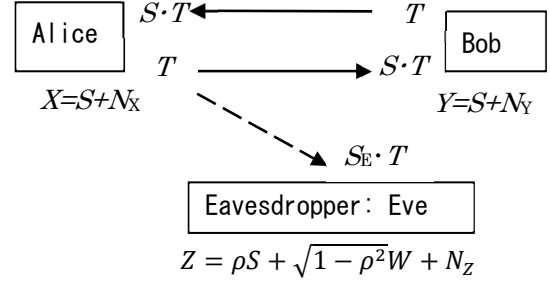 S·T T
Alice Bob
T S·T
X=S+N_X Y=S+N_Y
S_E·T
Eavesdropper: Eve
Z = ρS + √(1 − ρ²)W + N_Z